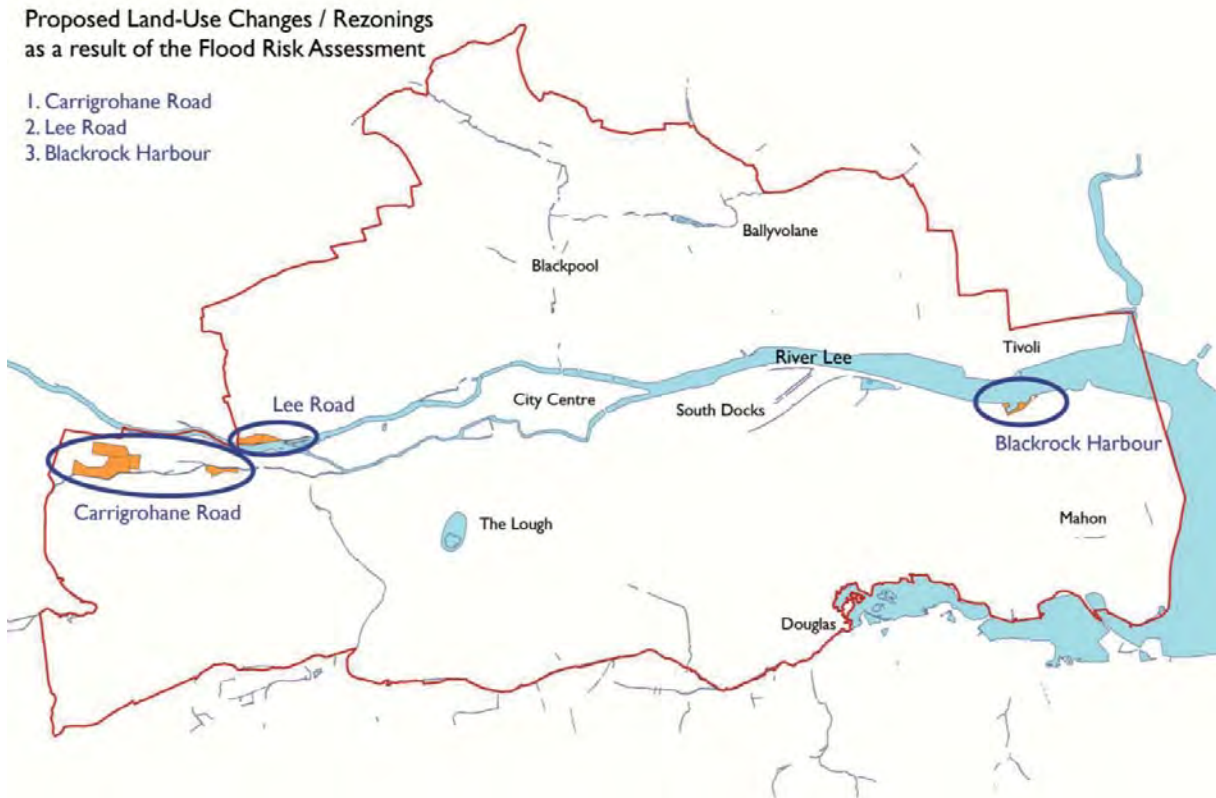 Proposed Land-Use Changes / Rezonings
as a result of the Flood Risk Assessment
1. Carrigrohane Road
2. Lee Road
3. Blackrock Harbour
Ballyvolane
Blackpool
Tivoli
River Lee
Lee Road
City Centre
South Docks
Blackrock Harbour
Carrigrohane Road
The Lough
Mahon
Douglas